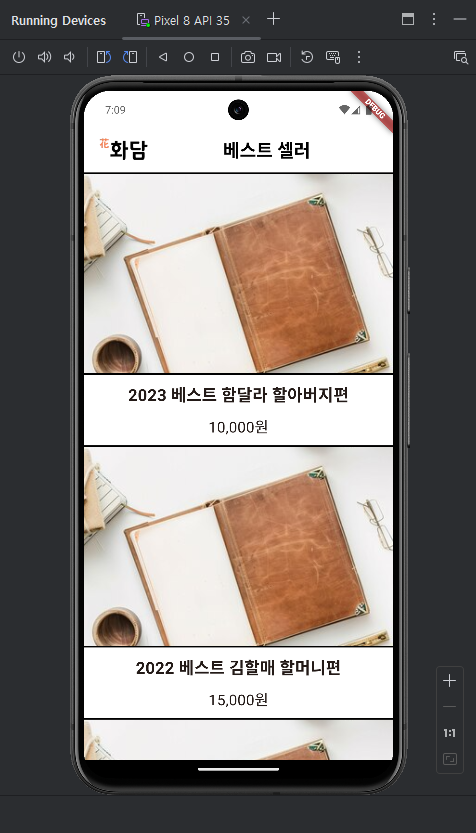 Running Devices
Pixel 8 API 35
7:09
DEBUG
花화담
베스트 셀러
2023 베스트 함달라 할아버지편
10,000원
2022 베스트 김할매 할머니편
15,000원
1:1